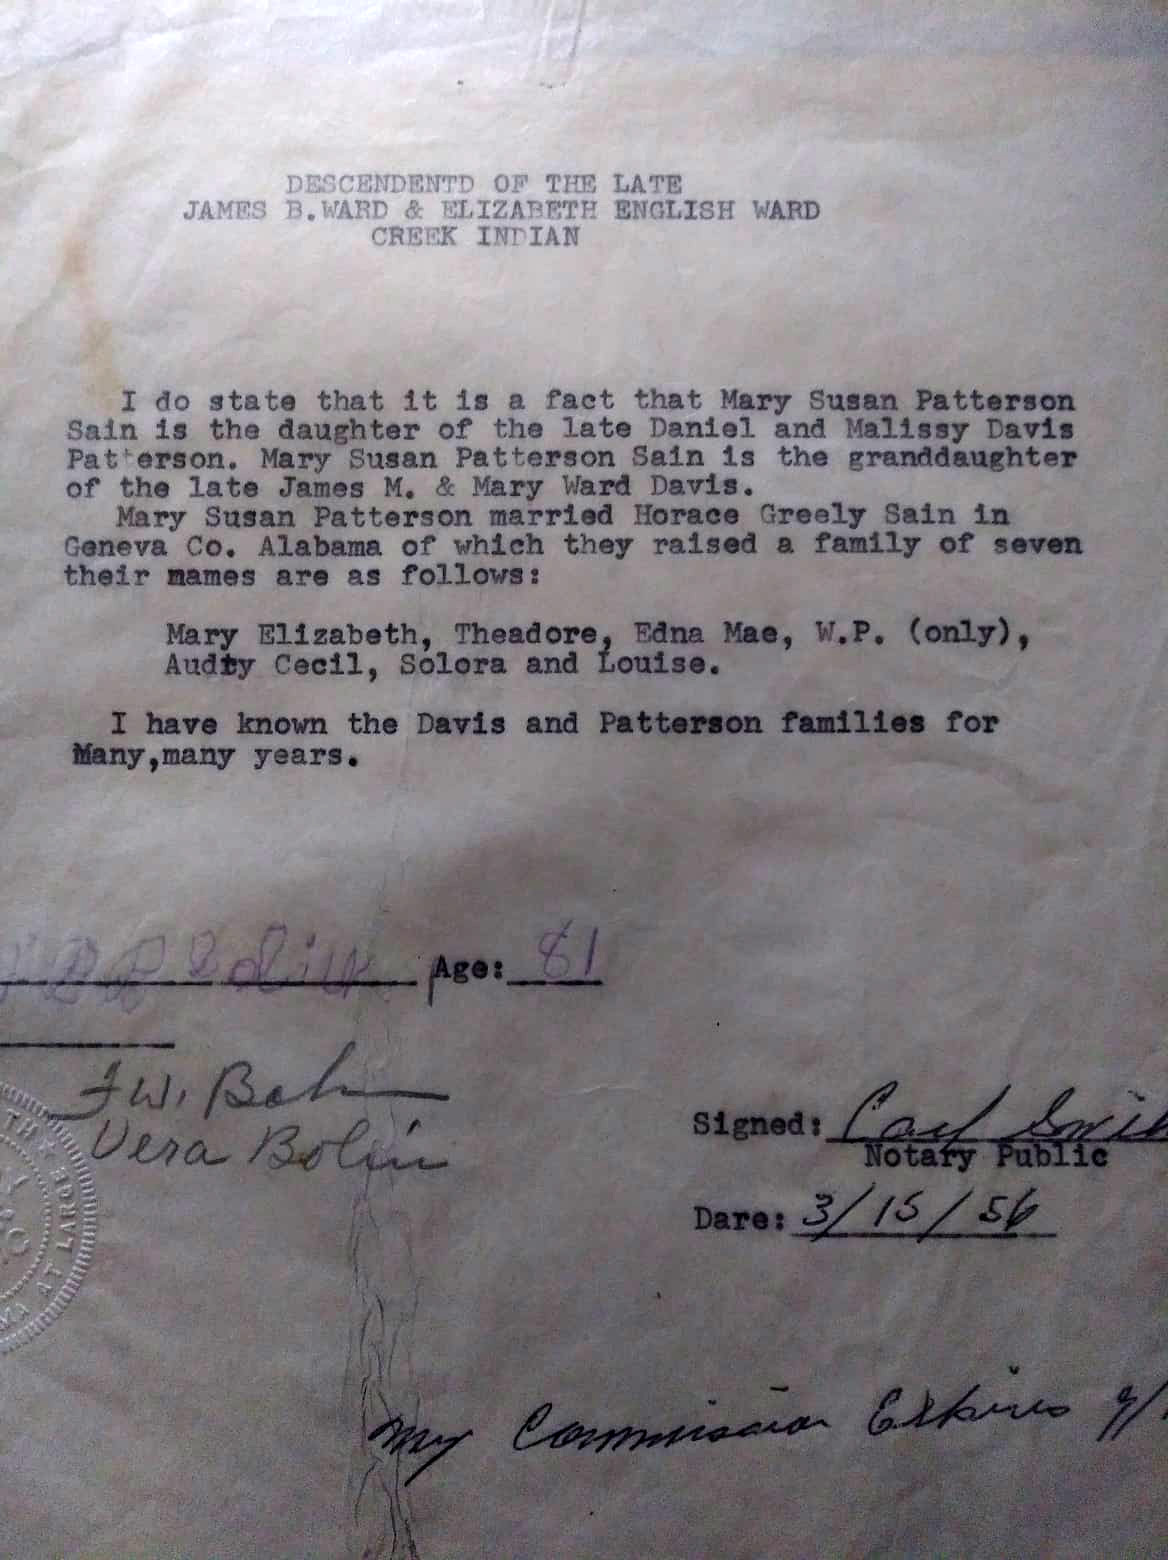 DESCENDENTD OF THE LATE
JAMES B.WARD & ELIZABETH ENGLISH WARD
CREEK INDIAN
I do state that it is a fact that Mary Susan Patterson
Sain is the daughter of the late Daniel and Malissy Davis
Patterson. Mary Susan Patterson Sain is the granddaughter
of the late James M. & Mary Ward Davis.
Mary Susan Patterson married Horace Greely Sain in
Geneva Co. Alabama of which they raised a family of seven
their names are as follows:
Mary Elizabeth, Theadore, Edna Mae, W.P. (only),
Cecil, Solora and Louise.
I have known the Davis and Patterson families for
Many,many years.
Age: 81
F.W.
Vera Bolin
Signed: Carl
Notary Public
Dare: 3/15/56
AT LARGE
My Commission Expires 9/